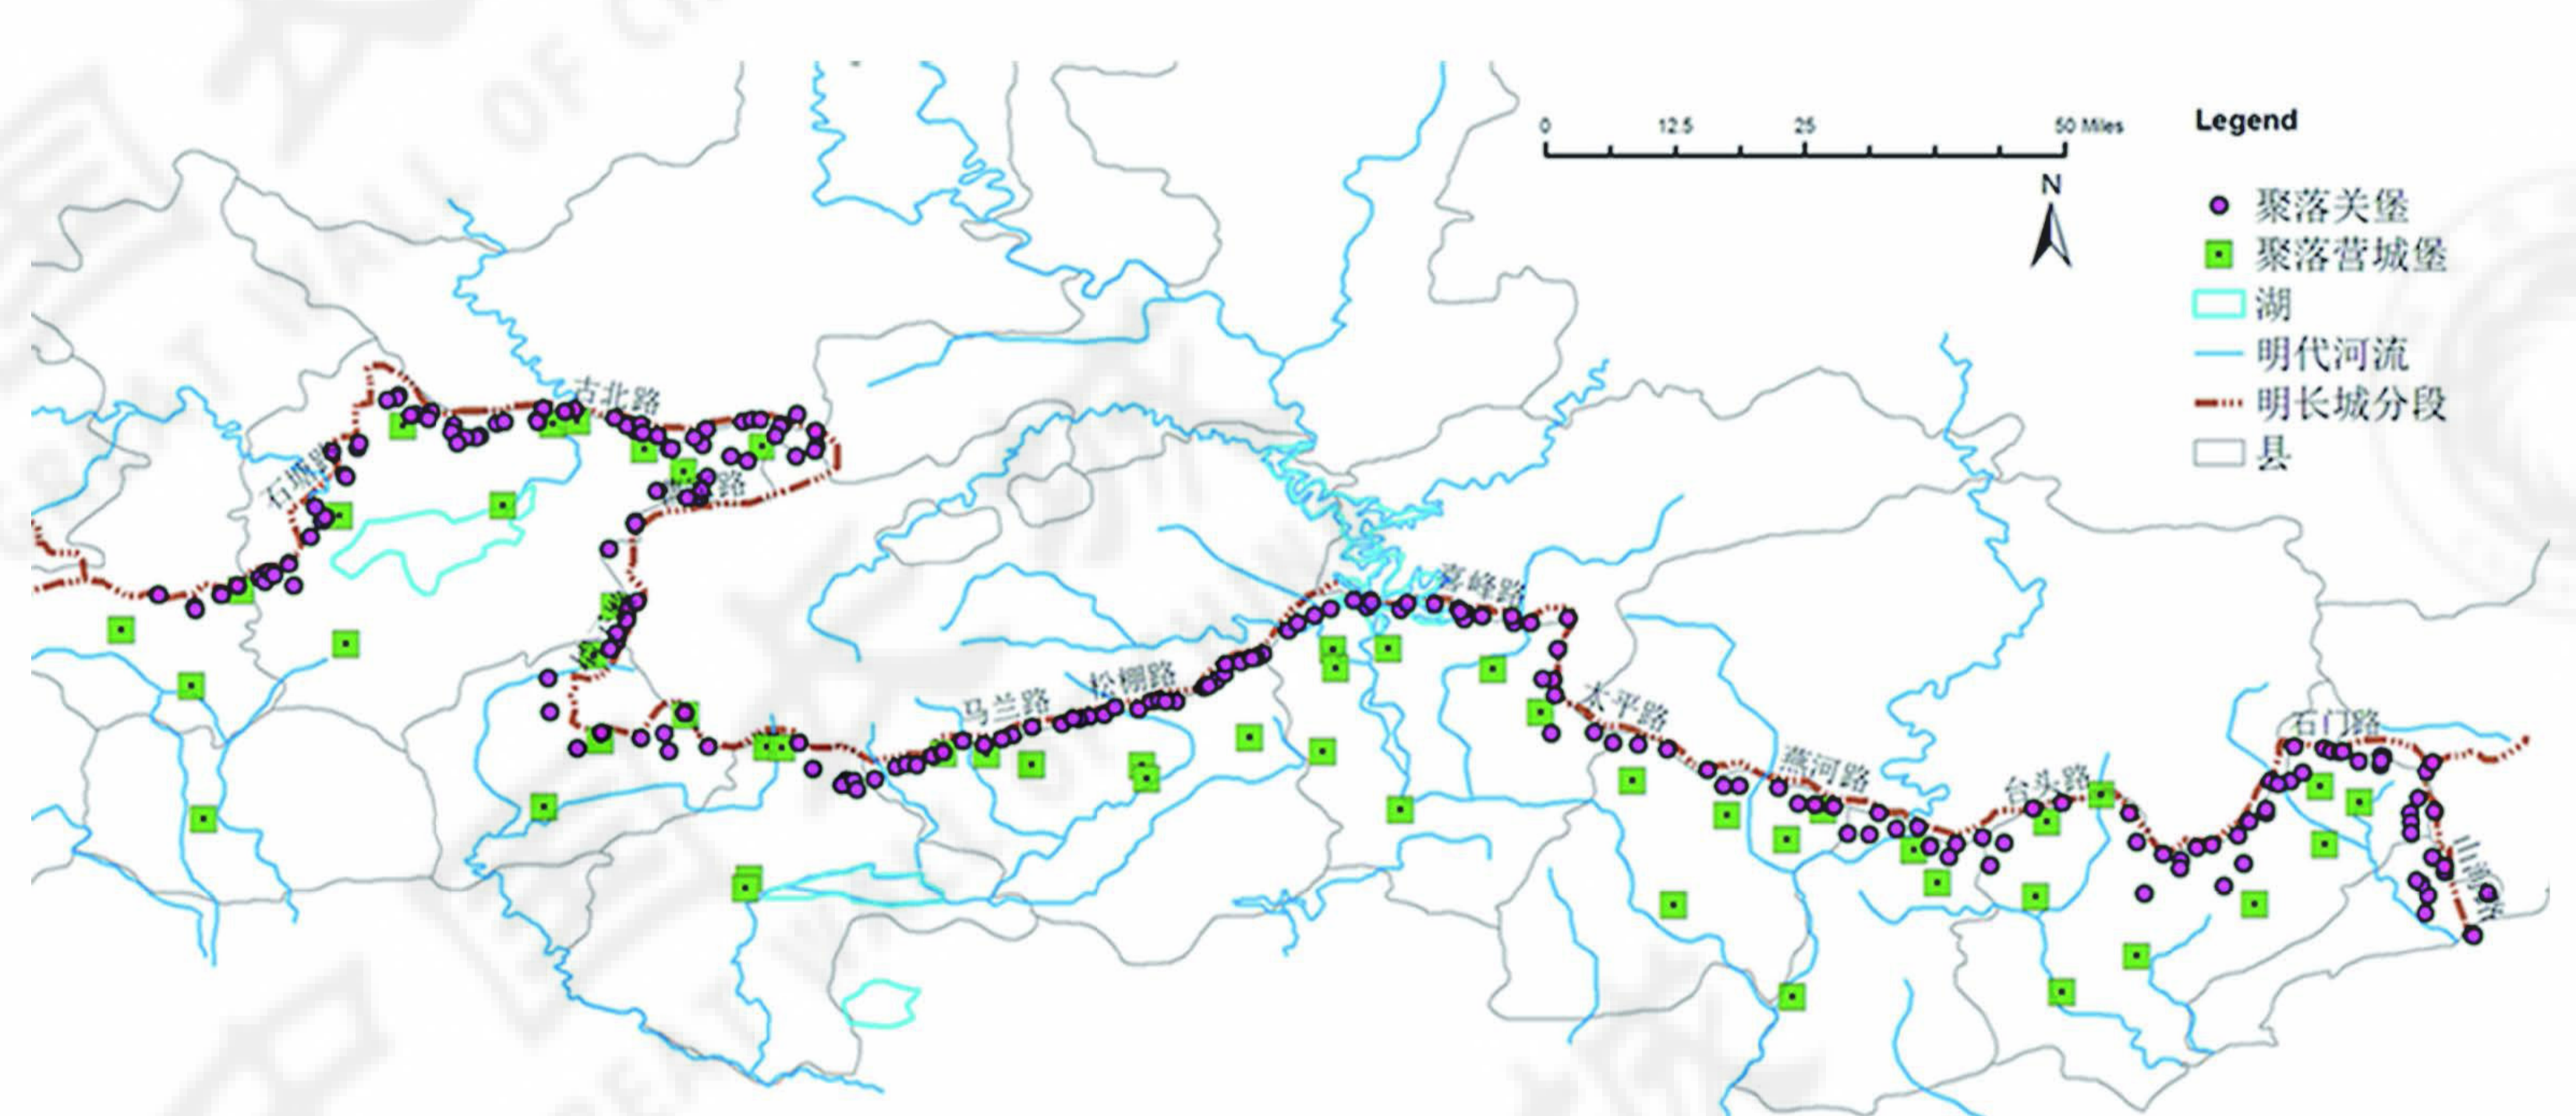 0 12.5 25 50 Miles
N
Legend
聚落关堡
聚落营城堡
湖
明代河流
明长城分段
县
古北路
石塘路
路
喜峰路
松棚路
马兰路
太平路
燕河路
台头路
石门路